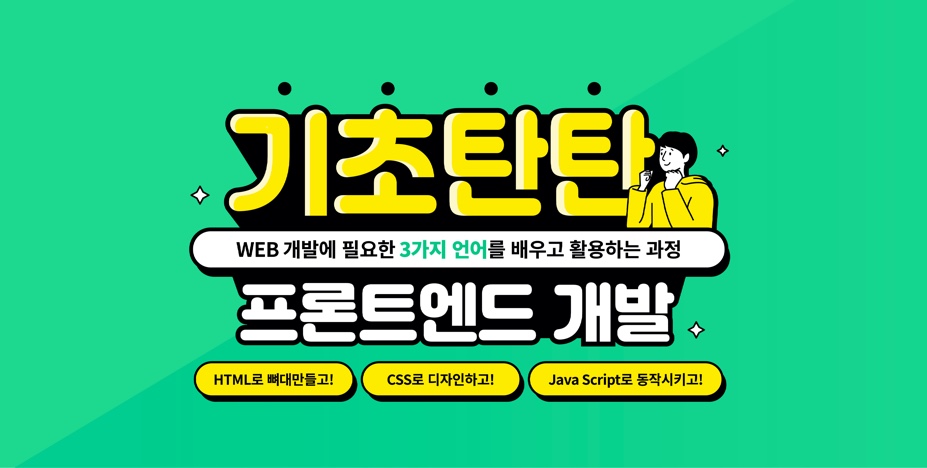 기초탄탄
WEB 개발에 필요한 3가지 언어를 배우고 활용하는 과정
프론트엔드 개발
HTML로 뼈대만들고!
CSS로 디자인하고!
Java Script로 동작시키고!